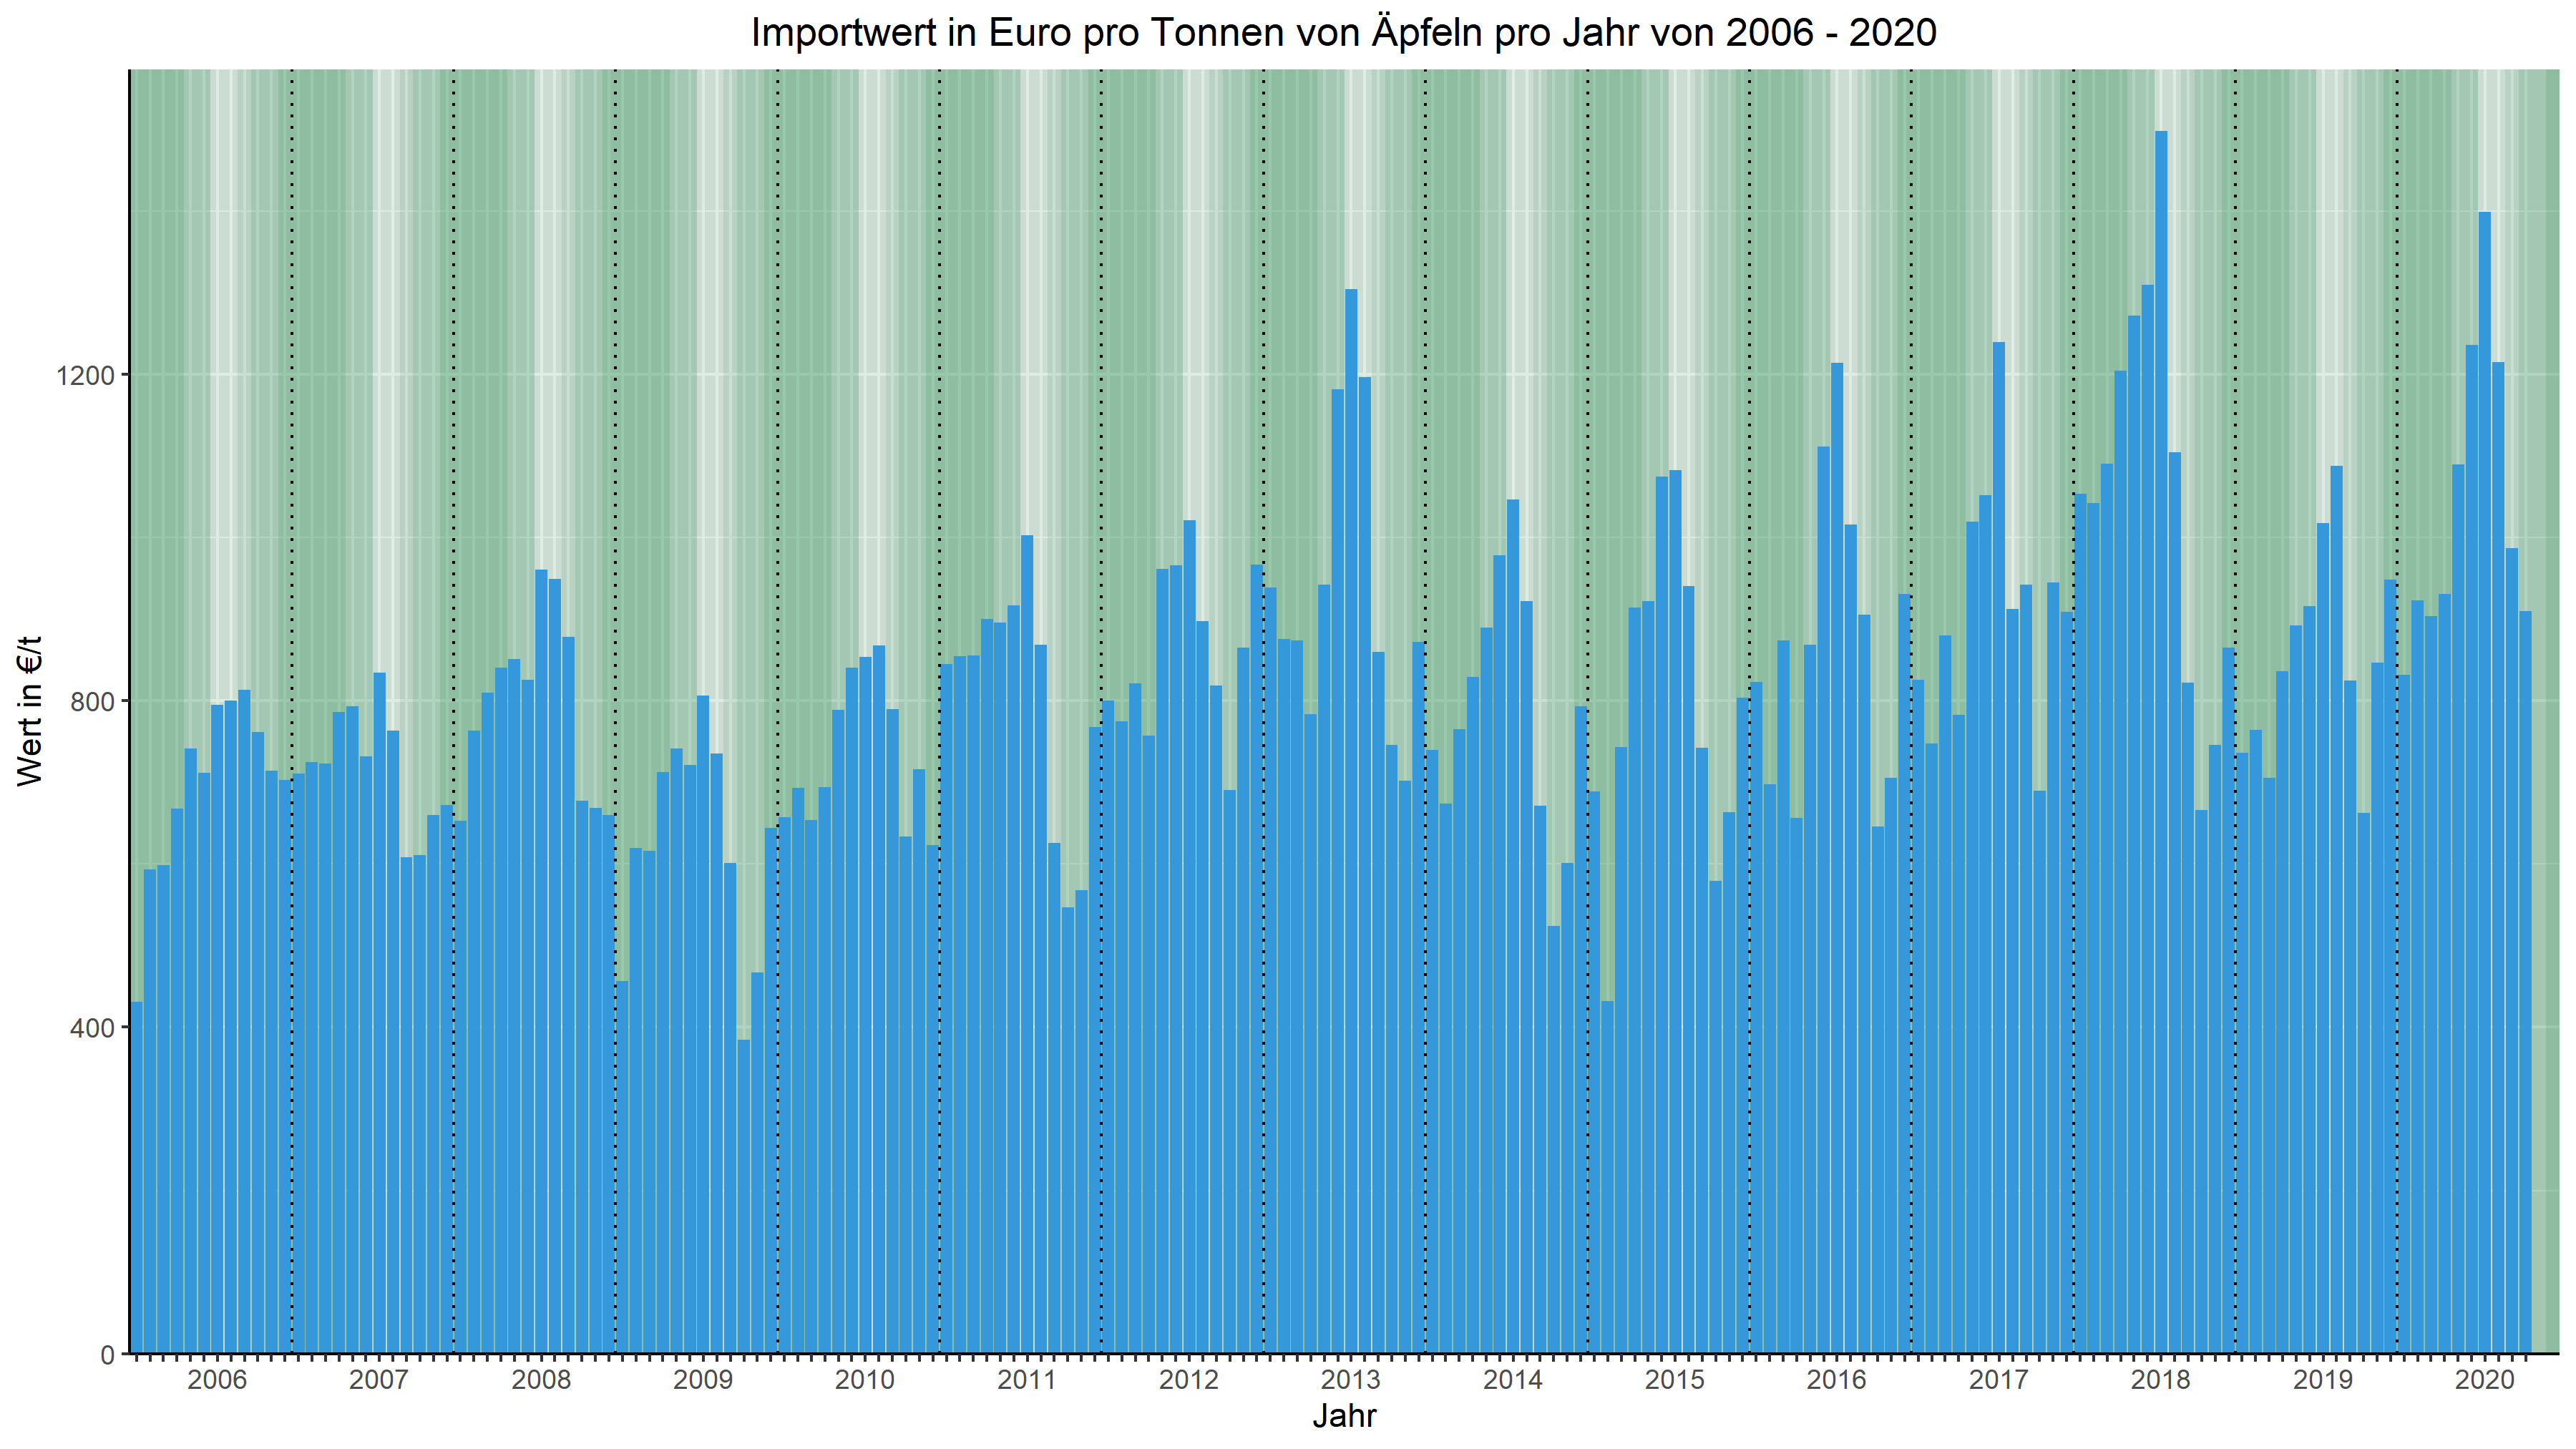 Importwert in Euro pro Tonnen von Äpfeln pro Jahr von 2006 - 2020
Wert in €/t
1200
800
400
0
2006 2007 2008 2009 2010 2011 2012 2013 2014 2015 2016 2017 2018 2019 2020
Jahr